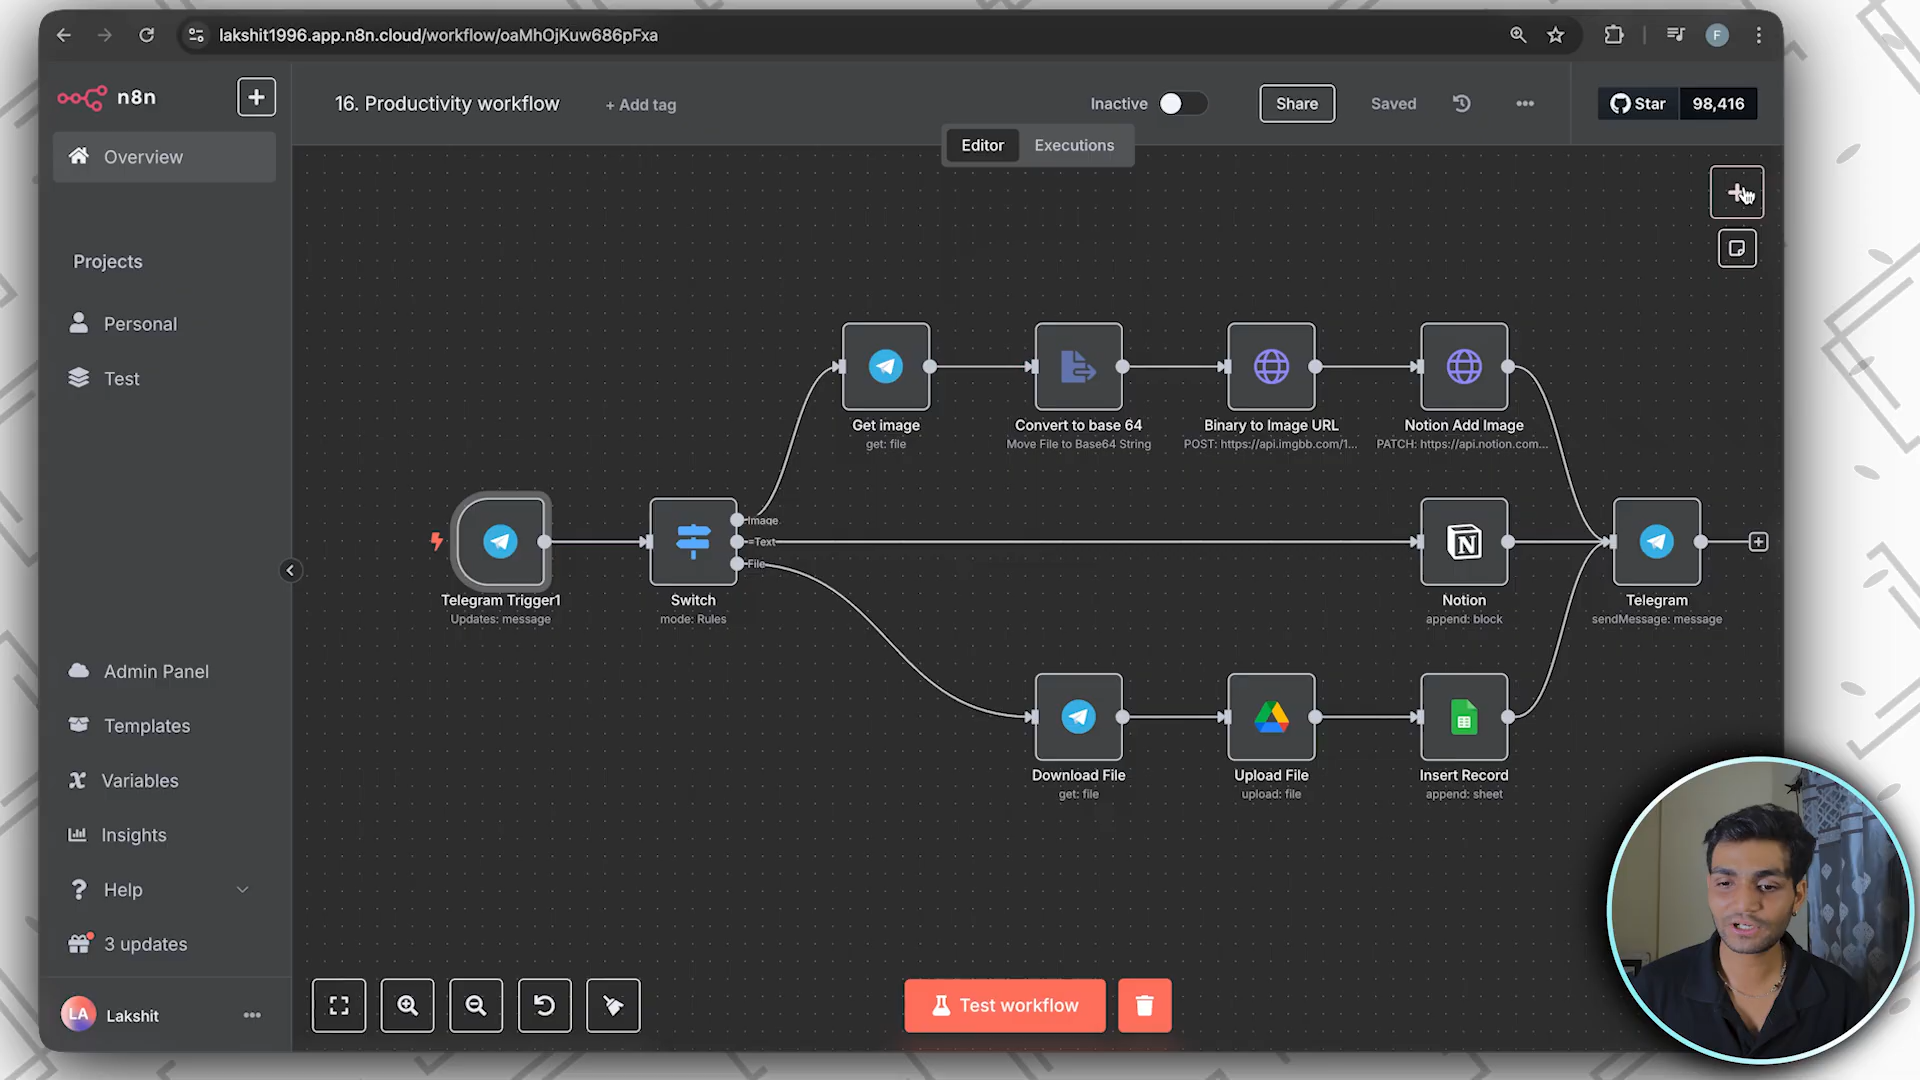 lakshit1996.app.n8n.cloud/workflow/oaMhOjKuw686pFxa
F
n8n
16. Productivity workflow
+ Add tag
Inactive
Share
Saved
Star
98,416
Editor
Executions
Overview
Projects
Personal
Test
Get image
get: file
Convert to base 64
Move File to Base64 String
Binary to Image URL
POST: https://api.imgbb.com/1...
Notion Add Image
PATCH: https://api.notion.com...
Image
=Text
File
Telegram Trigger1
Updates: message
Switch
mode: Rules
Notion
append: block
Telegram
sendMessage: message
Download File
get: file
Upload File
upload: file
Insert Record
append: sheet
Admin Panel
Templates
Variables
Insights
Help
3 updates
LA
Lakshit
Test workflow